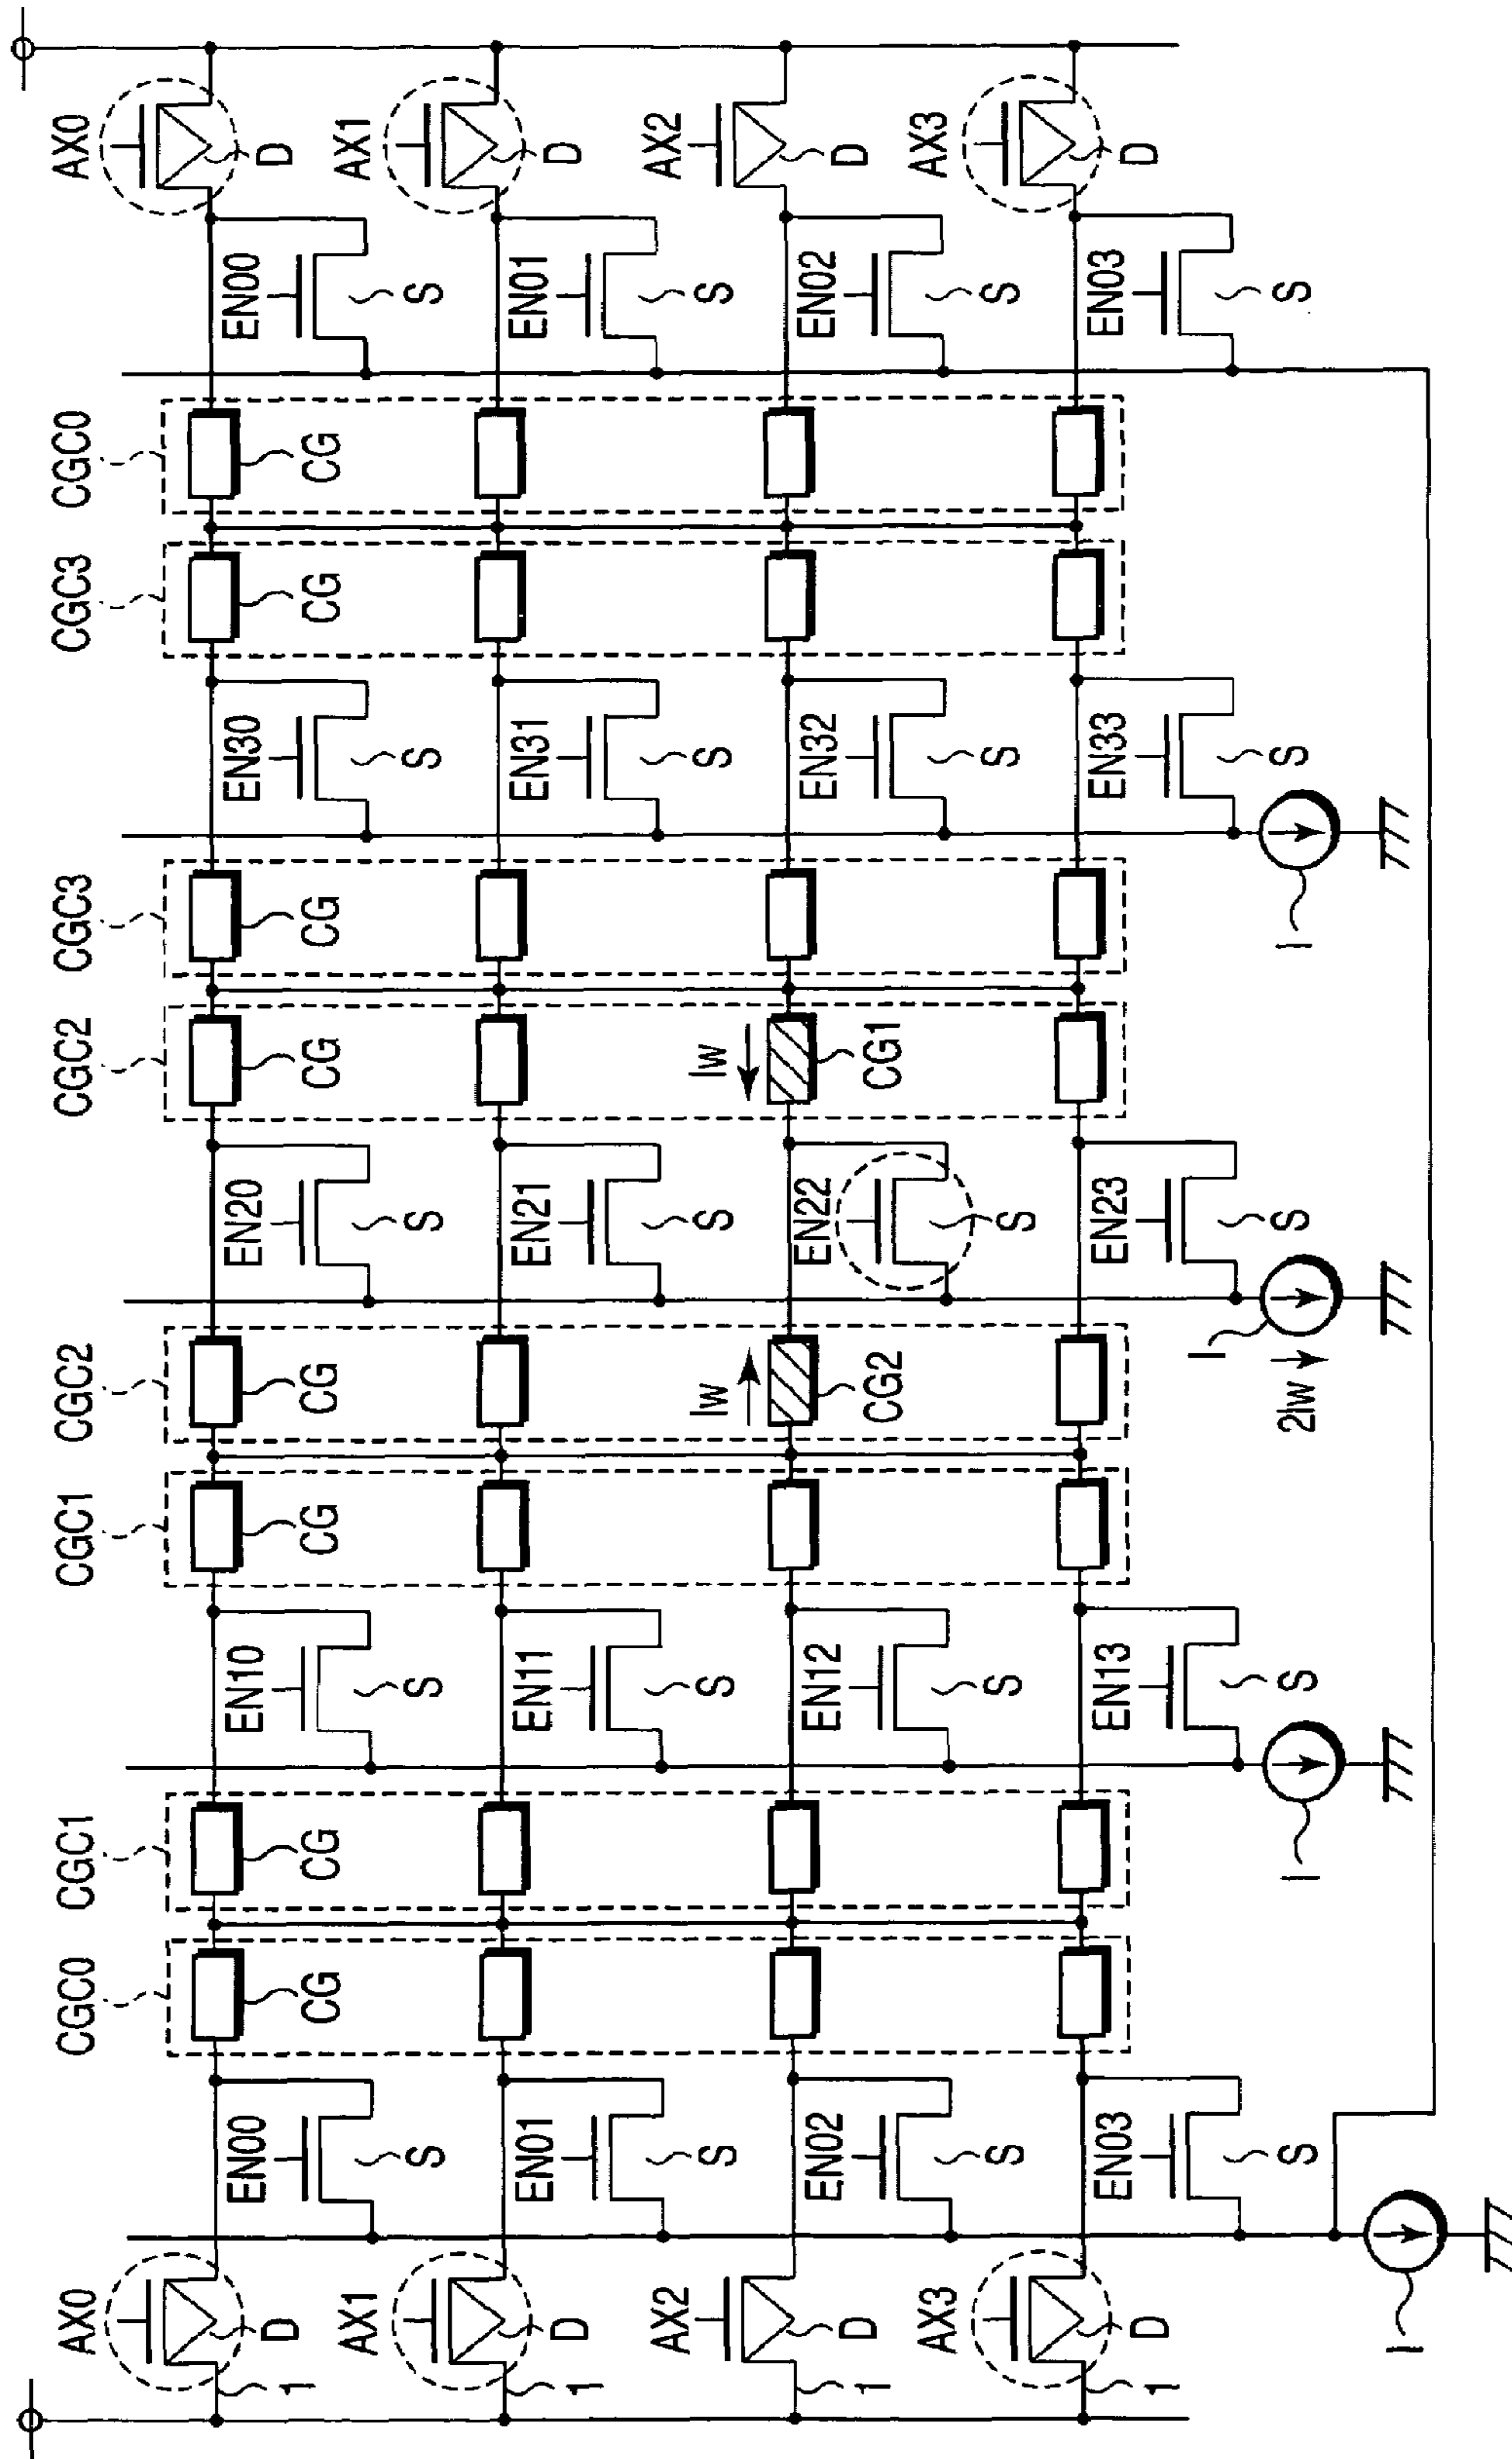 AX0 CGC0 CGC1 CGC1 CGC2 CGC2 CGC3 CGC3 CGC0 AX0
EN00 EN10 EN20 EN30 EN00
1 D CG CG CG CG CG CG CG CG D
AX1 AX1
S S S S S
EN01 EN11 EN21 EN31 EN01
1 D D
AX2 AX2
Iw Iw
S S S S S
EN02 EN12 EN22 EN32 EN02
1 D CG2 CG1 D
AX3 AX3
S S S S S
EN03 EN13 EN23 EN33 EN03
1 D D
I
S S S S S
I 2Iw I
I